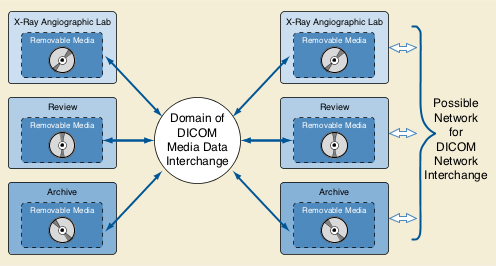 X-Ray Angiographic Lab
Removable Media
Review
Removable Media
Archive
Removable Media
Domain of
DICOM
Media Data
Interchange
X-Ray Angiographic Lab
Removable Media
Review
Removable Media
Archive
Removable Media
Possible
Network
for
DICOM
Network
Interchange